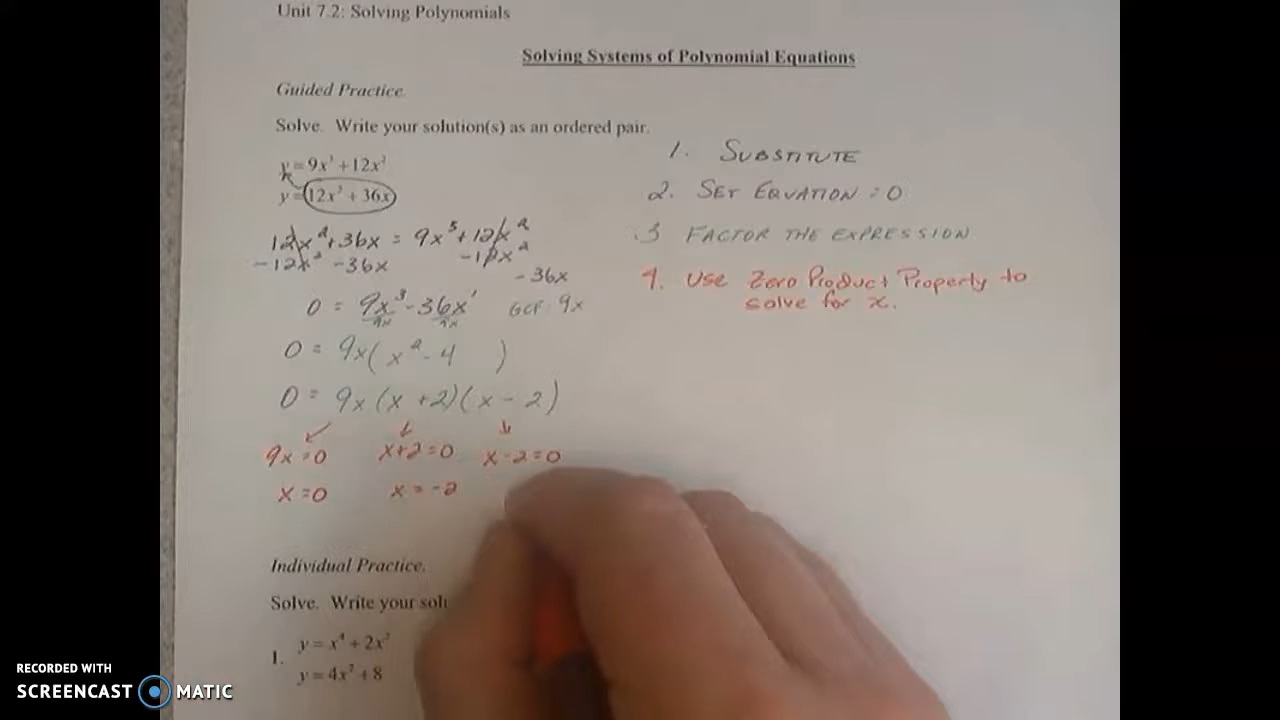 Unit 7.2: Solving Polynomials
Solving Systems of Polynomial Equations
Guided Practice
Solve. Write your solution(s) as an ordered pair.
y = 9x³ + 12x²
y = 12x² + 36x
12x² + 36x = 9x³ + 12x²
-12x² - 36x -12x²
- 36x
0 = 9x³ - 36x¹ GCF: 9x
9x 9x
0 = 9x(x² - 4 )
0 = 9x(x + 2)(x - 2)
9x = 0 x+2=0 x-2=0
x = 0 x = -2
1. SUBSTITUTE
2. SET EQUATION = 0
3 FACTOR THE EXPRESSION
4. Use Zero Product Property to
solve for x.
Individual Practice.
Solve. Write your
1. y = x⁴ + 2x²
y = 4x² + 8
RECORDED WITH
SCREENCAST MATIC